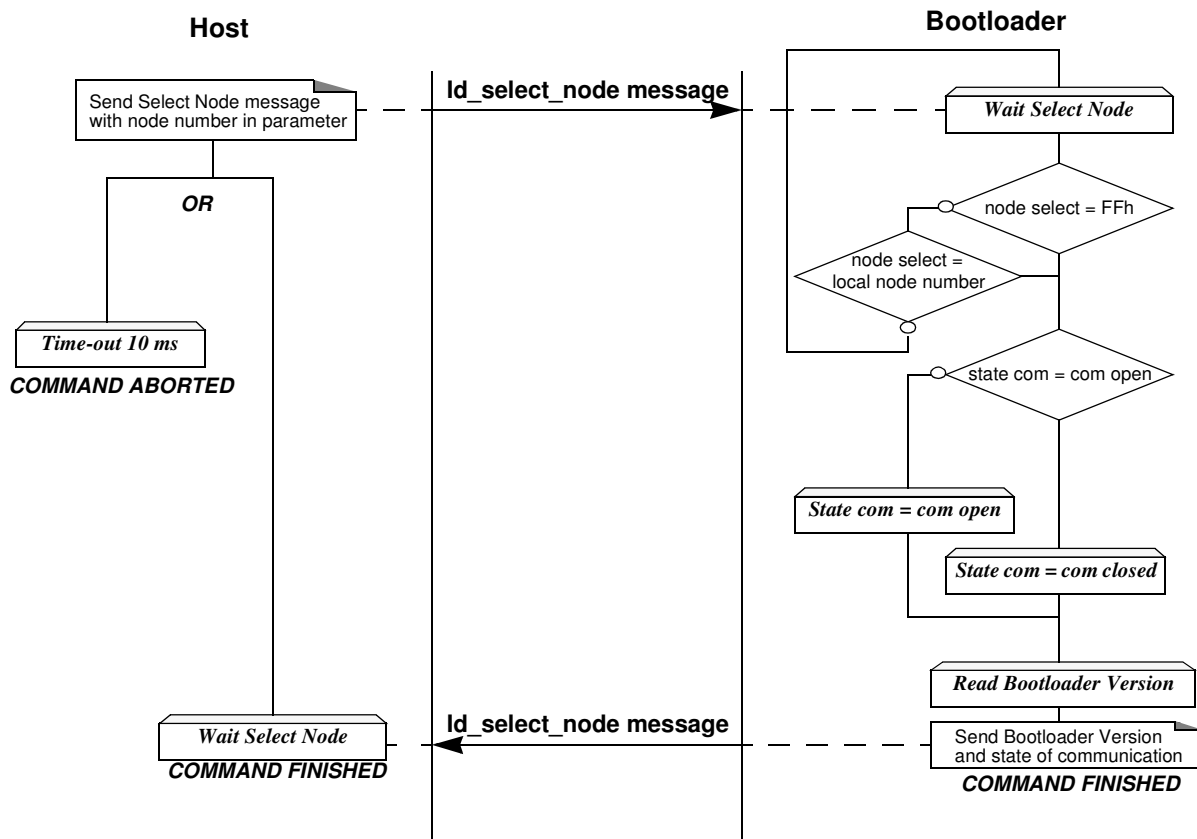 Host
Bootloader
Id_select_node message
Send Select Node message
with node number in parameter
Wait Select Node
OR
node select = FFh
node select =
local node number
Time-out 10 ms
COMMAND ABORTED
state com = com open
State com = com open
State com = com closed
Read Bootloader Version
Id_select_node message
Wait Select Node
COMMAND FINISHED
Send Bootloader Version
and state of communication
COMMAND FINISHED